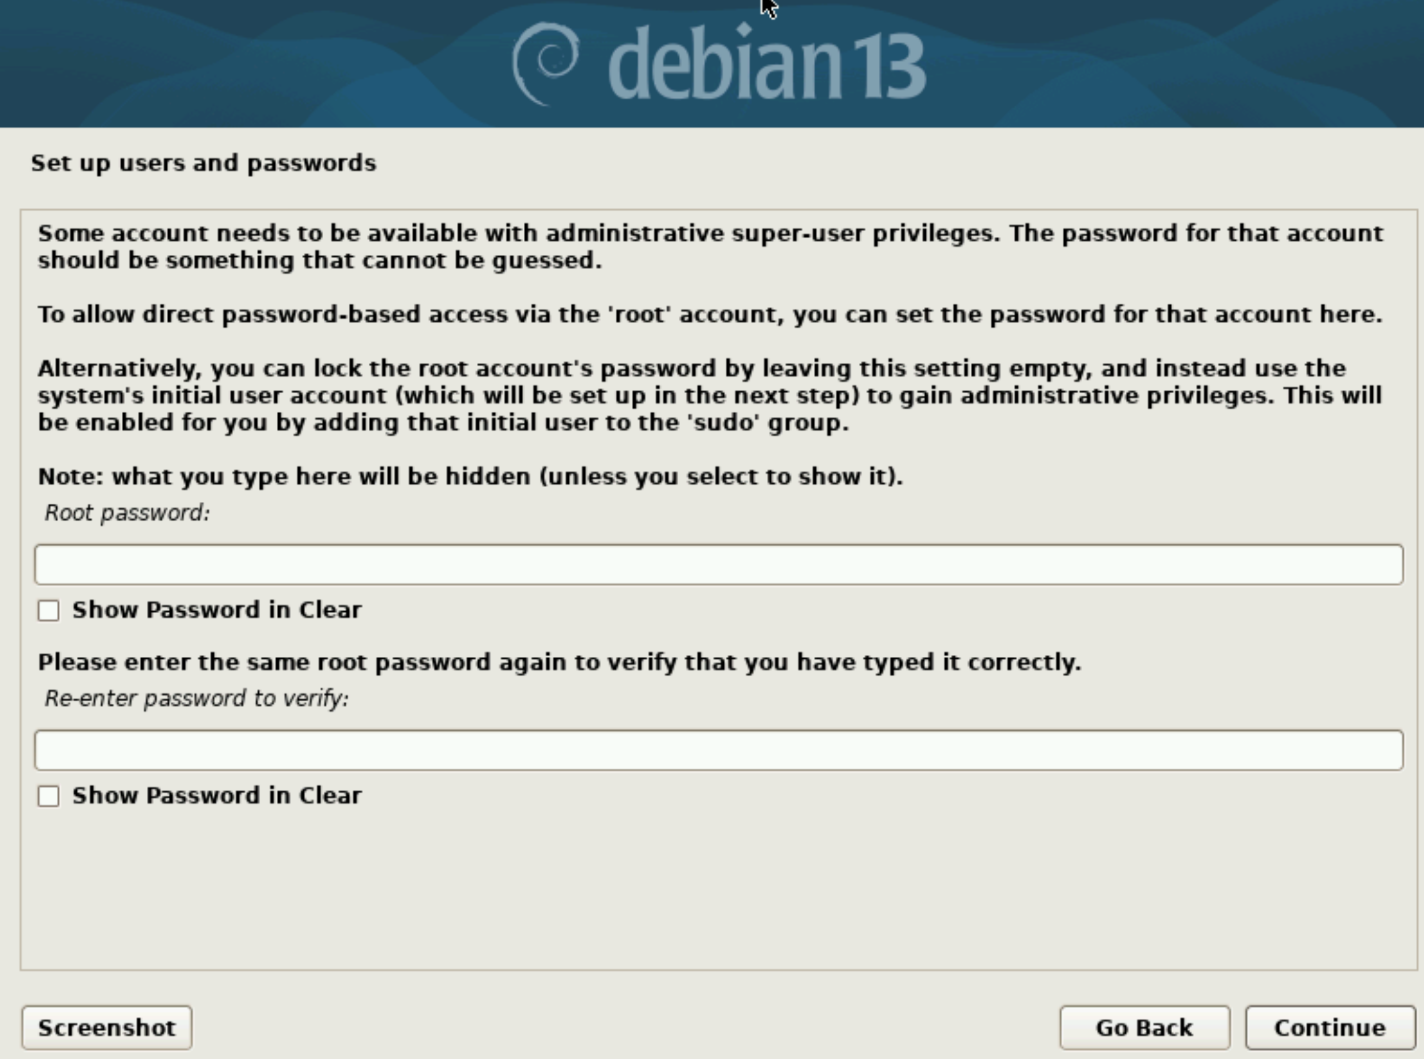 debian 13
Set up users and passwords
Some account needs to be available with administrative super-user privileges. The password for that account
should be something that cannot be guessed.
To allow direct password-based access via the 'root' account, you can set the password for that account here.
Alternatively, you can lock the root account's password by leaving this setting empty, and instead use the
system's initial user account (which will be set up in the next step) to gain administrative privileges. This will
be enabled for you by adding that initial user to the 'sudo' group.
Note: what you type here will be hidden (unless you select to show it).
Root password:
Show Password in Clear
Please enter the same root password again to verify that you have typed it correctly.
Re-enter password to verify:
Show Password in Clear
Screenshot
Go Back
Continue